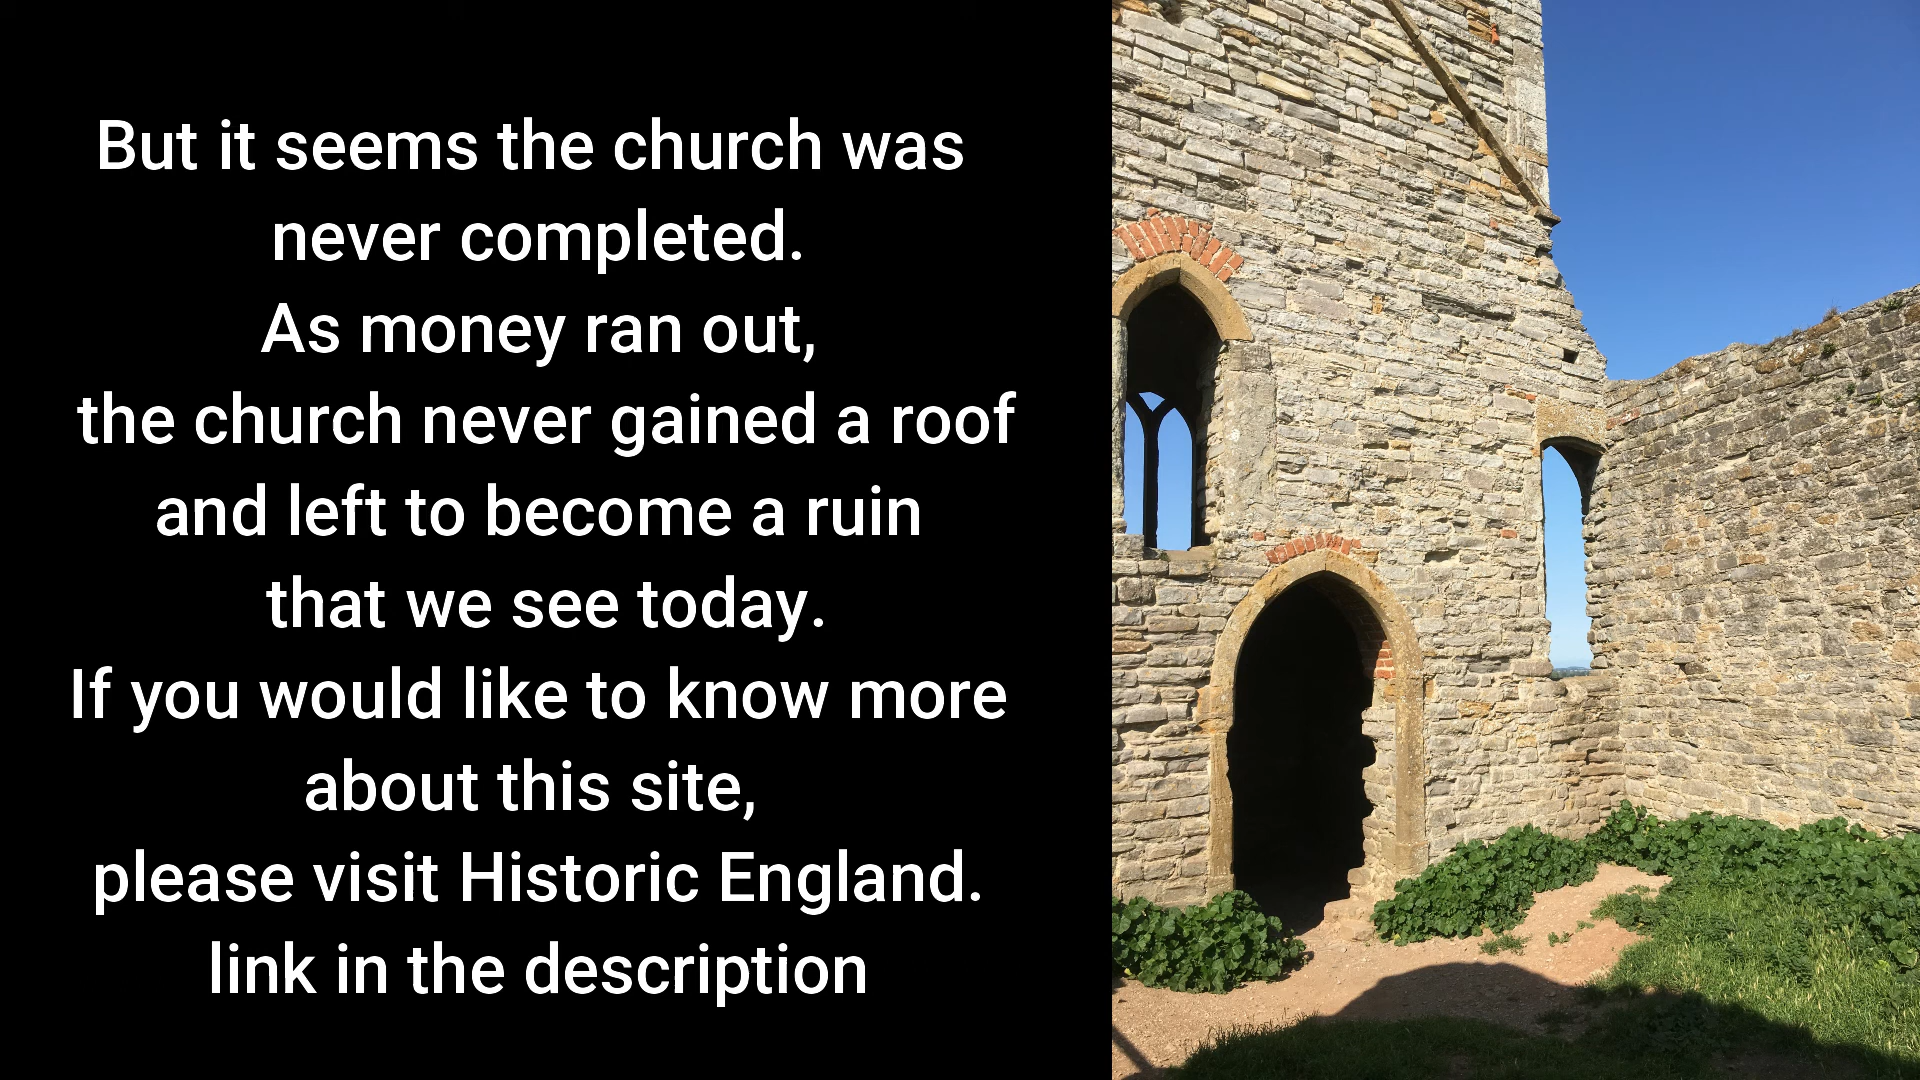 But it seems the church was
never completed.
As money ran out,
the church never gained a roof
and left to become a ruin
that we see today.
If you would like to know more
about this site,
please visit Historic England.
link in the description